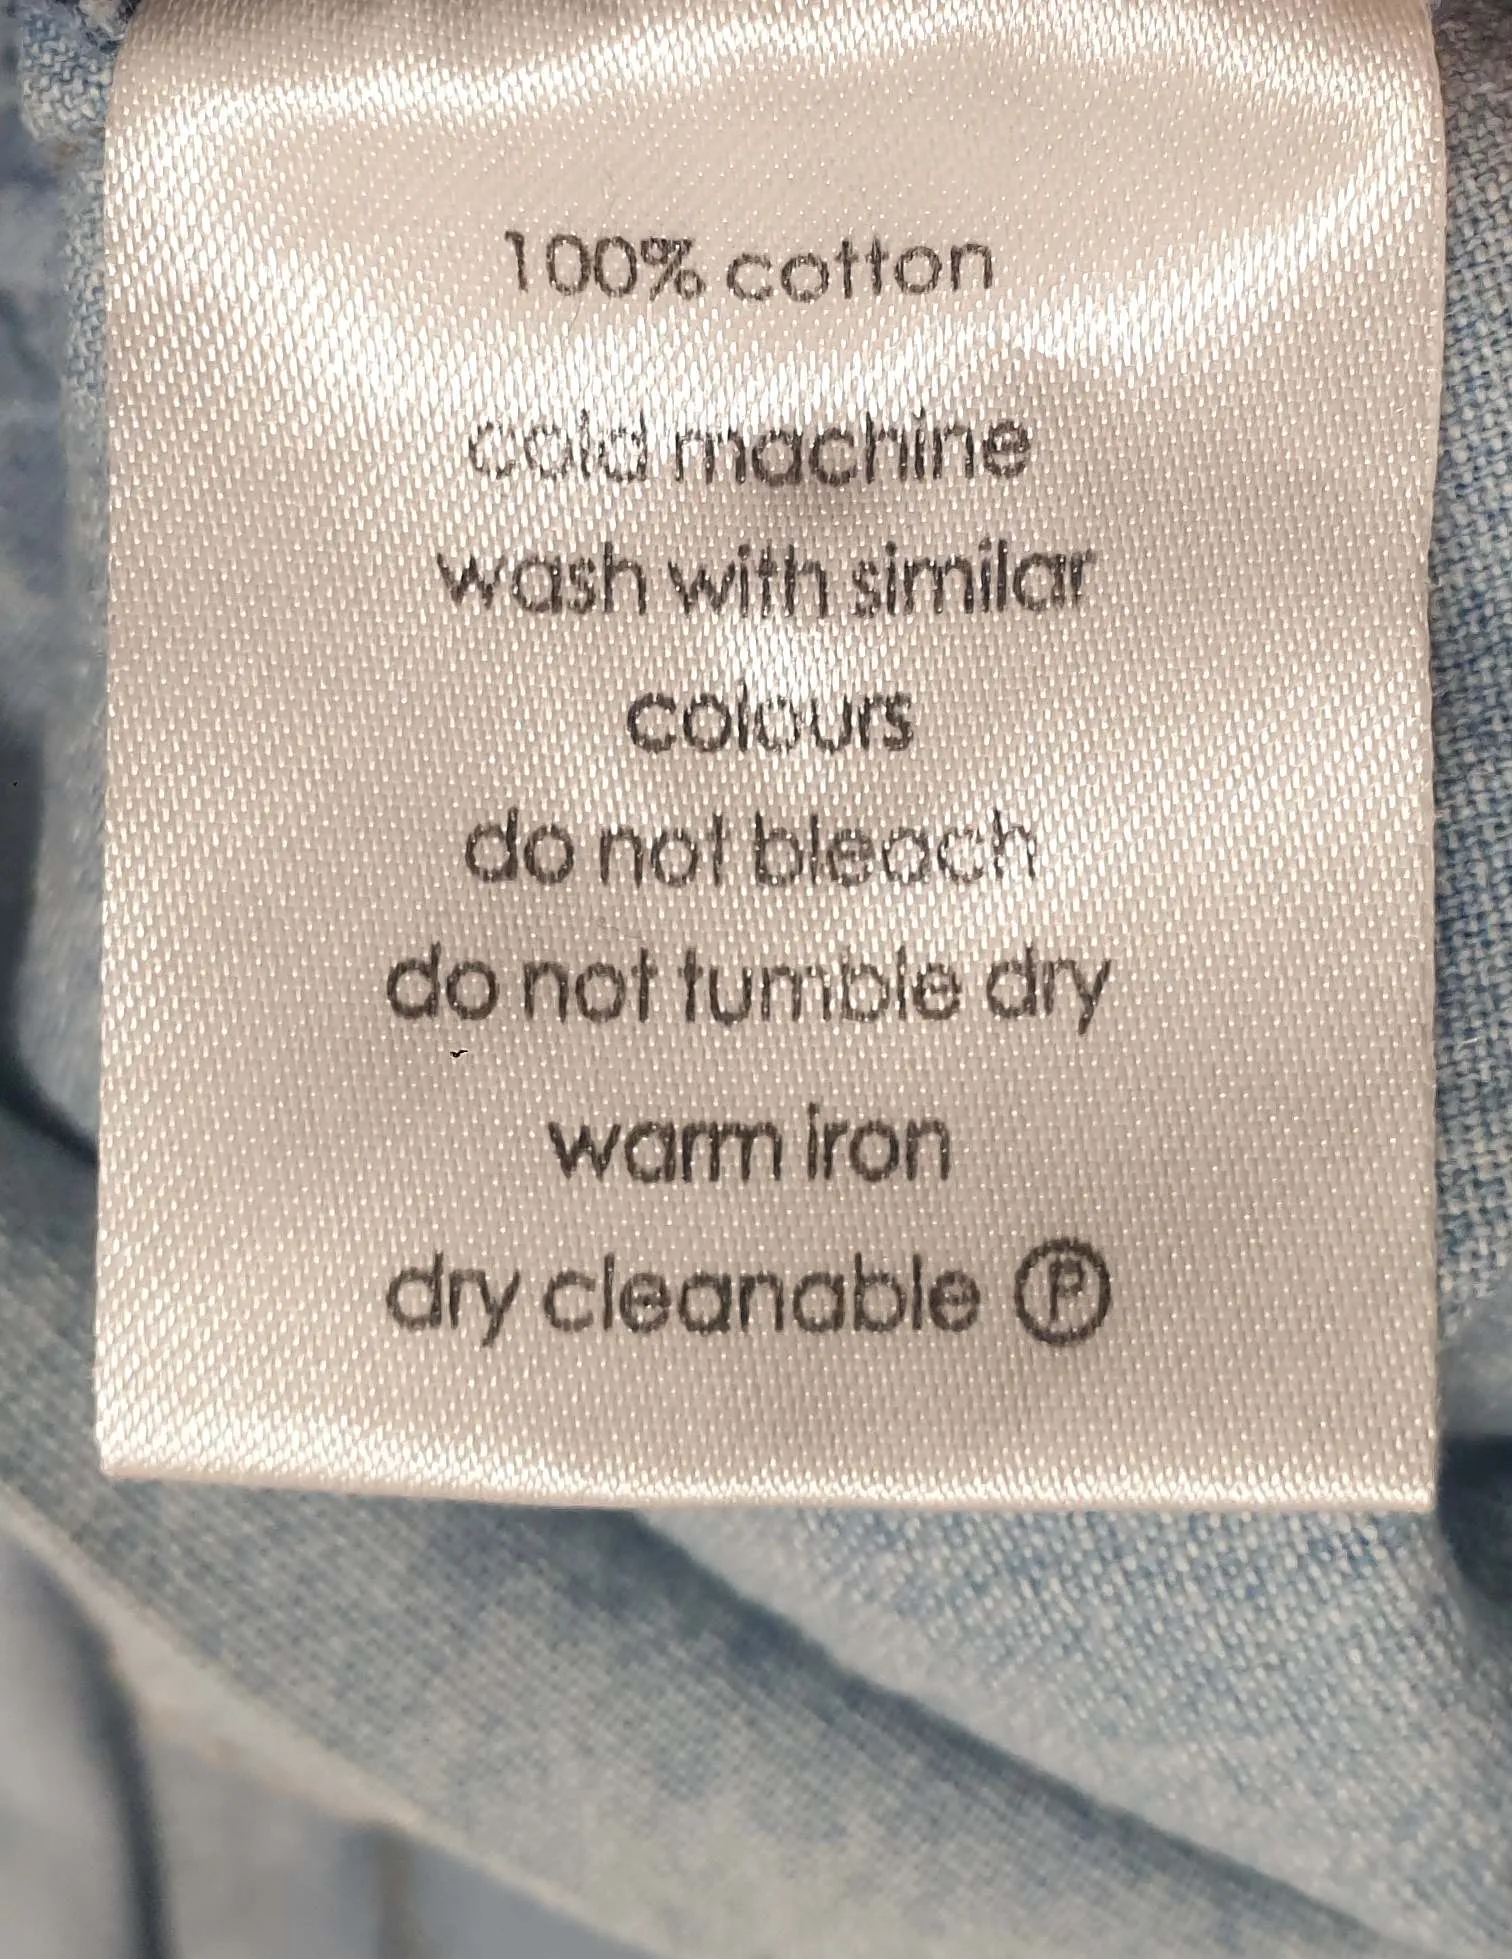 100% cotton
cold machine
wash with similar
colours
do not bleach
do not tumble dry
warm iron
dry cleanable Ⓟ